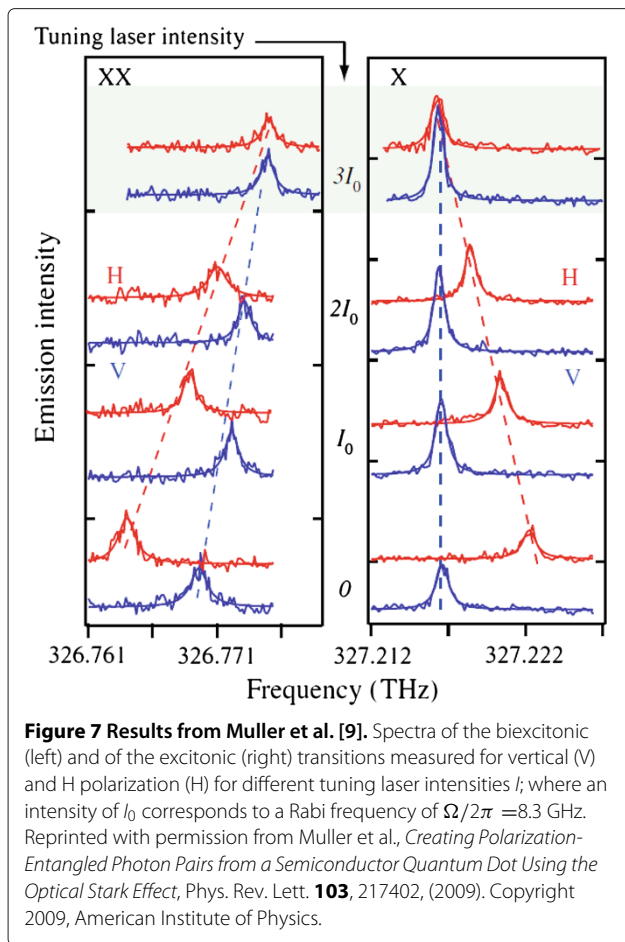 Tuning laser intensity
XX
X
3I₀
H
H
2I₀
V
V
I₀
0
Emission intensity
326.761
326.771
327.212
327.222
Frequency (THz)
Figure 7 Results from Muller et al. [9]. Spectra of the biexcitonic
(left) and of the excitonic (right) transitions measured for vertical (V)
and H polarization (H) for different tuning laser intensities I; where an
intensity of I₀ corresponds to a Rabi frequency of Ω/2π =8.3 GHz.
Reprinted with permission from Muller et al., Creating Polarization-
Entangled Photon Pairs from a Semiconductor Quantum Dot Using the
Optical Stark Effect, Phys. Rev. Lett. 103, 217402, (2009). Copyright
2009, American Institute of Physics.